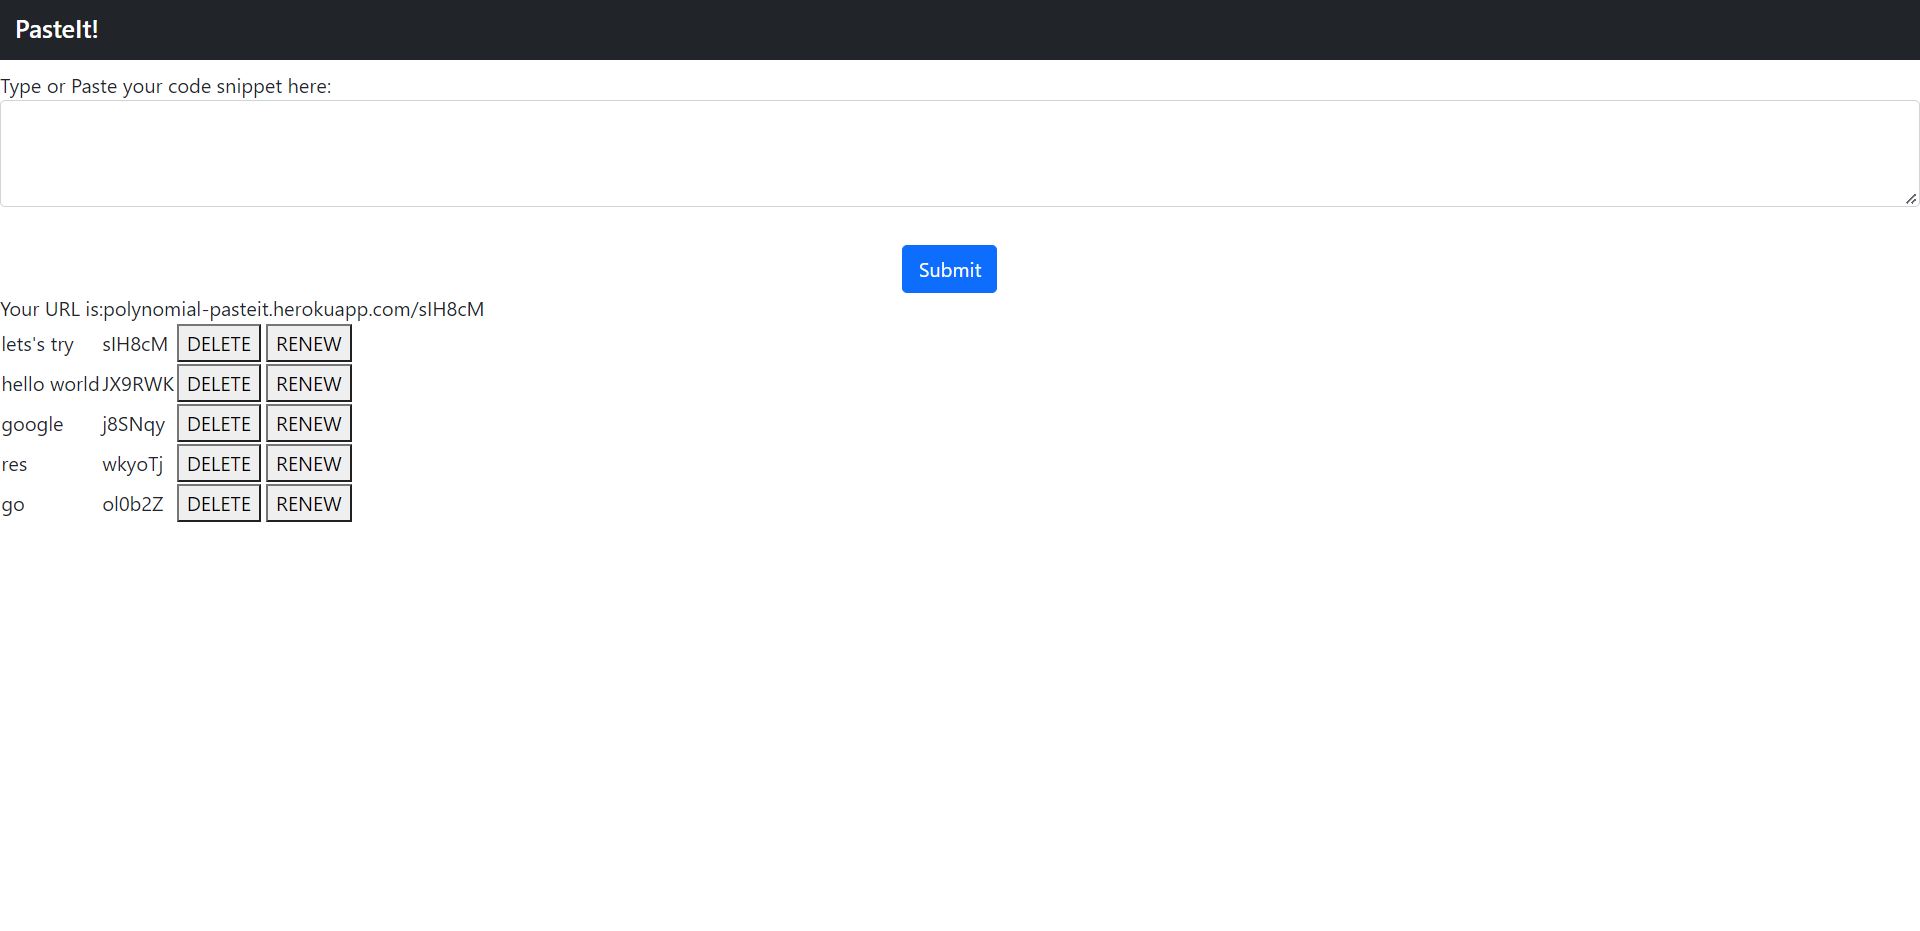 PasteIt!
Type or Paste your code snippet here:
Submit
Your URL is:polynomial-pasteit.herokuapp.com/sIH8cM
lets's try sIH8cM DELETE RENEW
hello world JX9RWK DELETE RENEW
google j8SNqy DELETE RENEW
res wkyoTj DELETE RENEW
go ol0b2Z DELETE RENEW